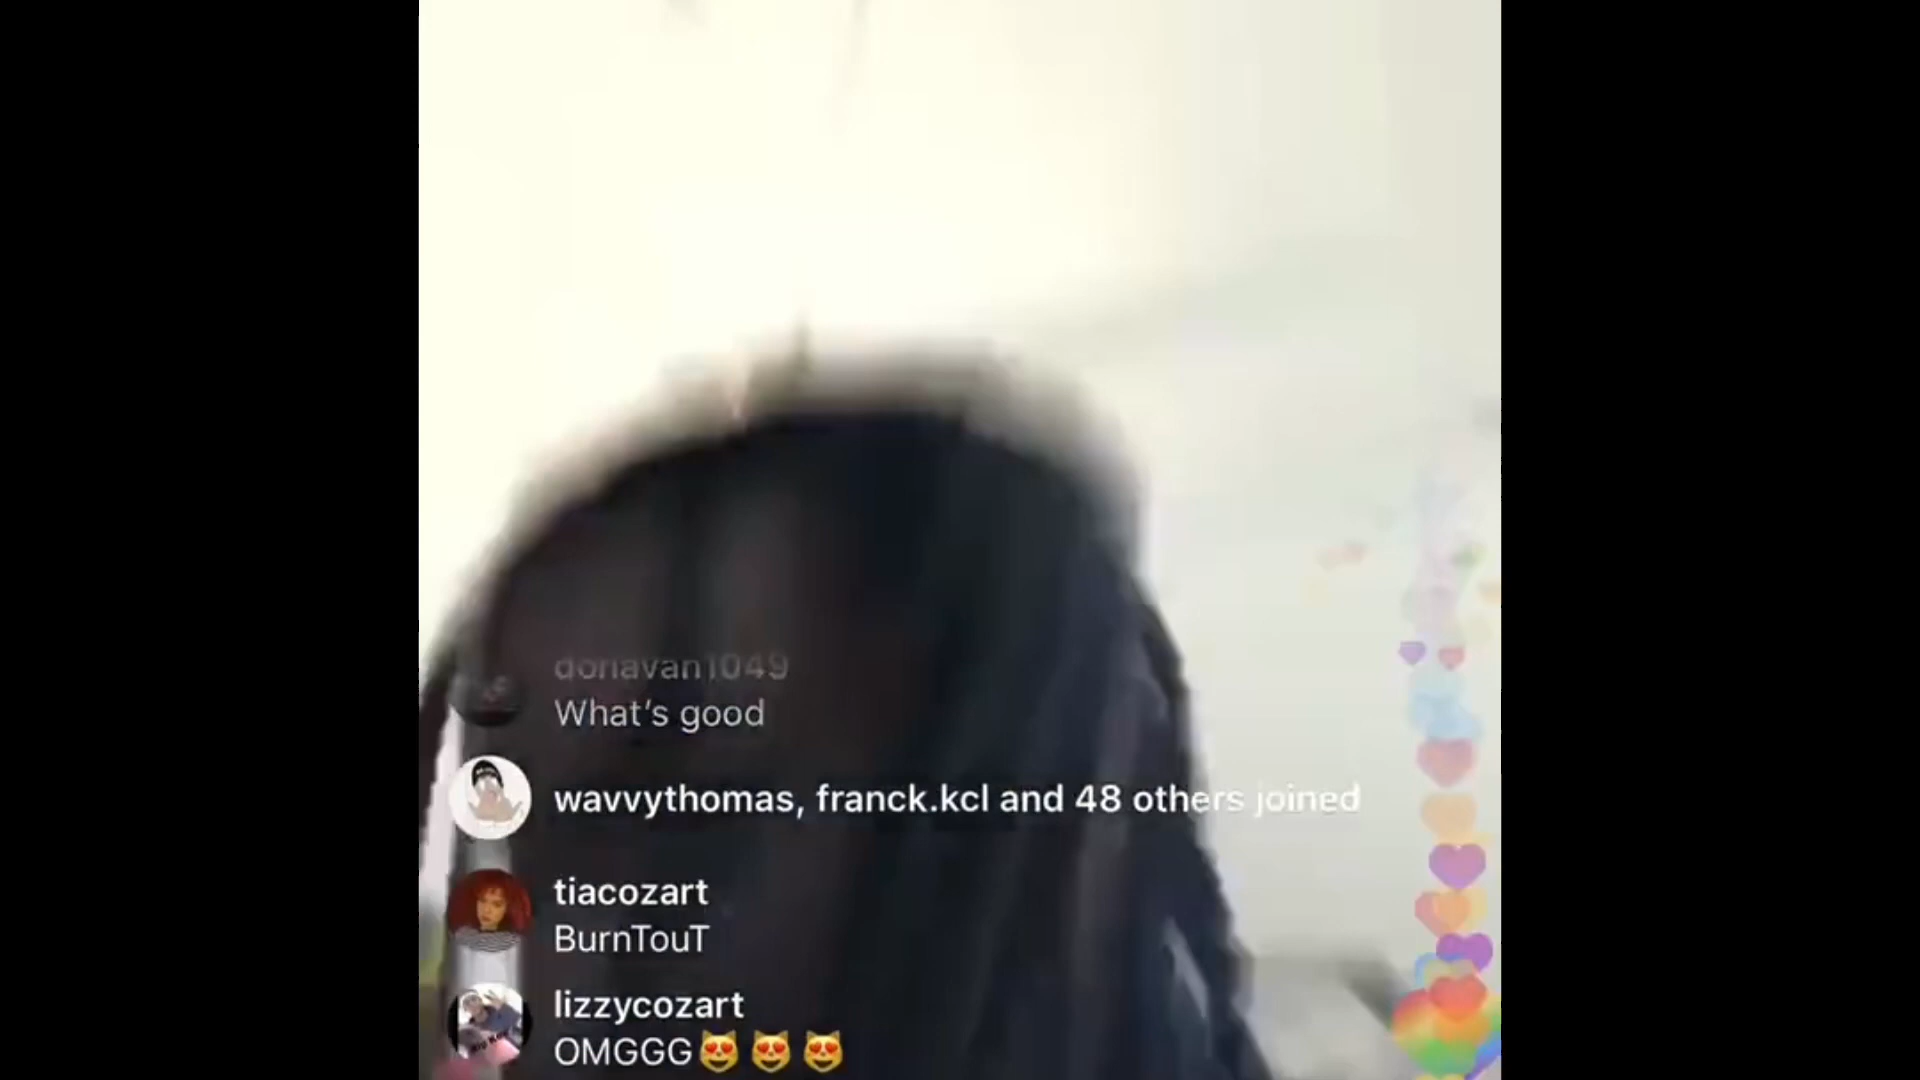 donavan1049
What's good
wavvythomas, franck.kcl and 48 others joined
tiacozart
BurnTouT
lizzycozart
OMGGG😻😻😻